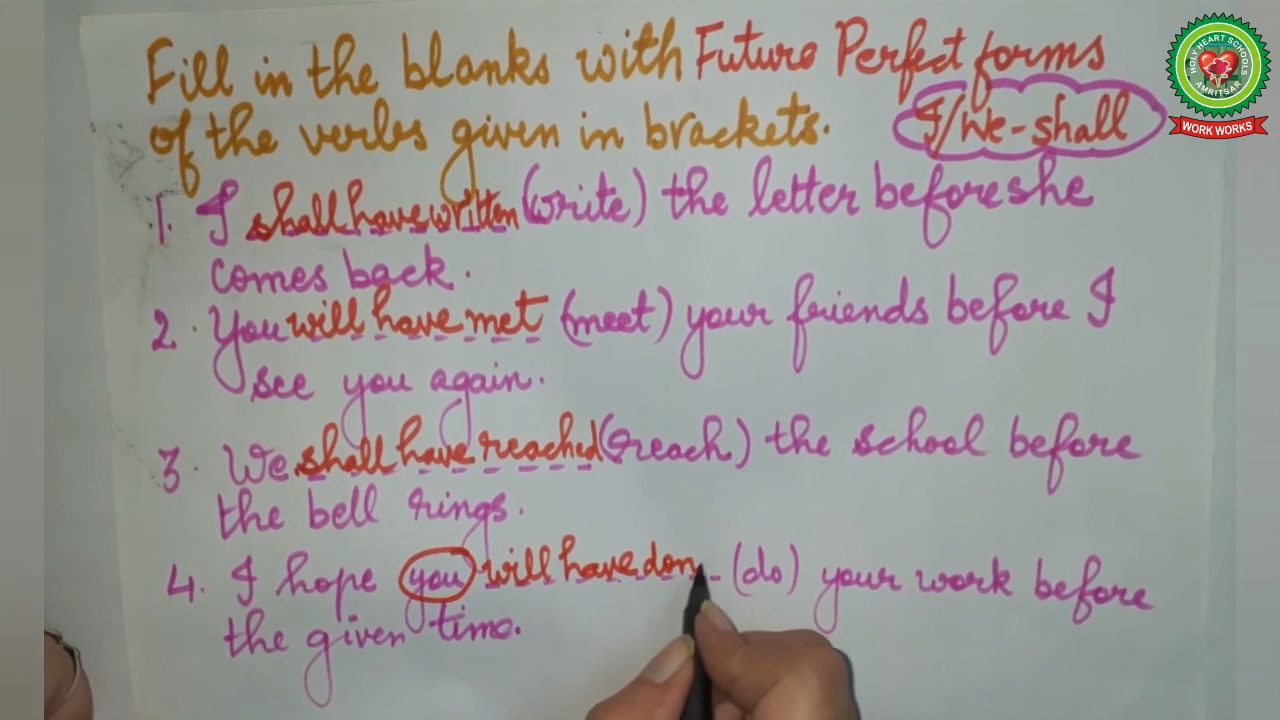 Fill in the blanks with Future Perfect forms
of the verbs given in brackets.
I/We-shall
1. I shall have written (write) the letter before she
comes back.
2. You will have met (meet) your friends before I
see you again.
3. We shall have reached (reach) the school before
the bell rings.
4. I hope you will have don (do) your work before
the given time.
HOLY HEART SCHOOLS
AMRITSAR
WORK WORKS